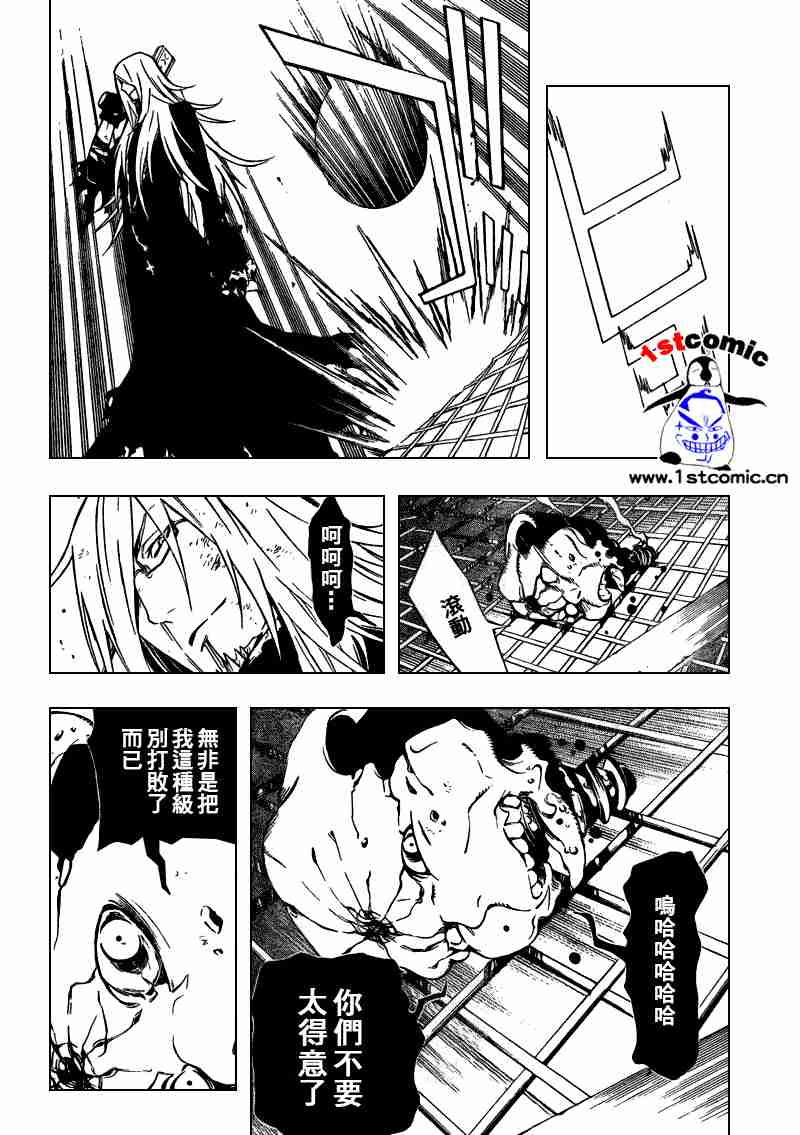 1stcomic
www.1stcomic.cn
滾動
呵呵呵…
嗚哈哈哈哈哈
你們不要
太得意了
無非是把
我這種級
別打敗了
而已